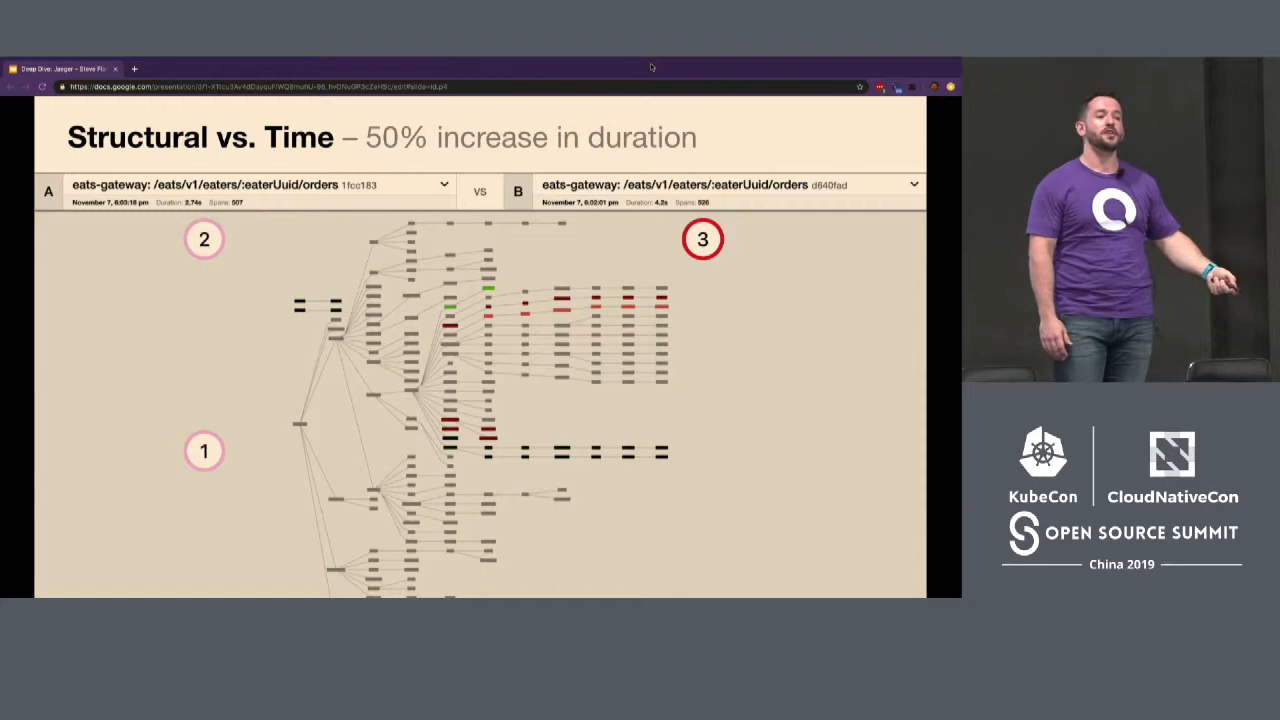 Deep Dive: Jaeger – Steve Fla
Structural vs. Time – 50% increase in duration
A
eats-gateway: /eats/v1/eaters/:eaterUuid/orders 1fcc183
November 7, 6:03:18 pm Duration: 2.74s Spans: 507
VS
B
eats-gateway: /eats/v1/eaters/:eaterUuid/orders d640fad
November 7, 6:02:01 pm Duration: 4.2s Spans: 526
2
3
1
KubeCon
CloudNativeCon
OPEN SOURCE SUMMIT
China 2019